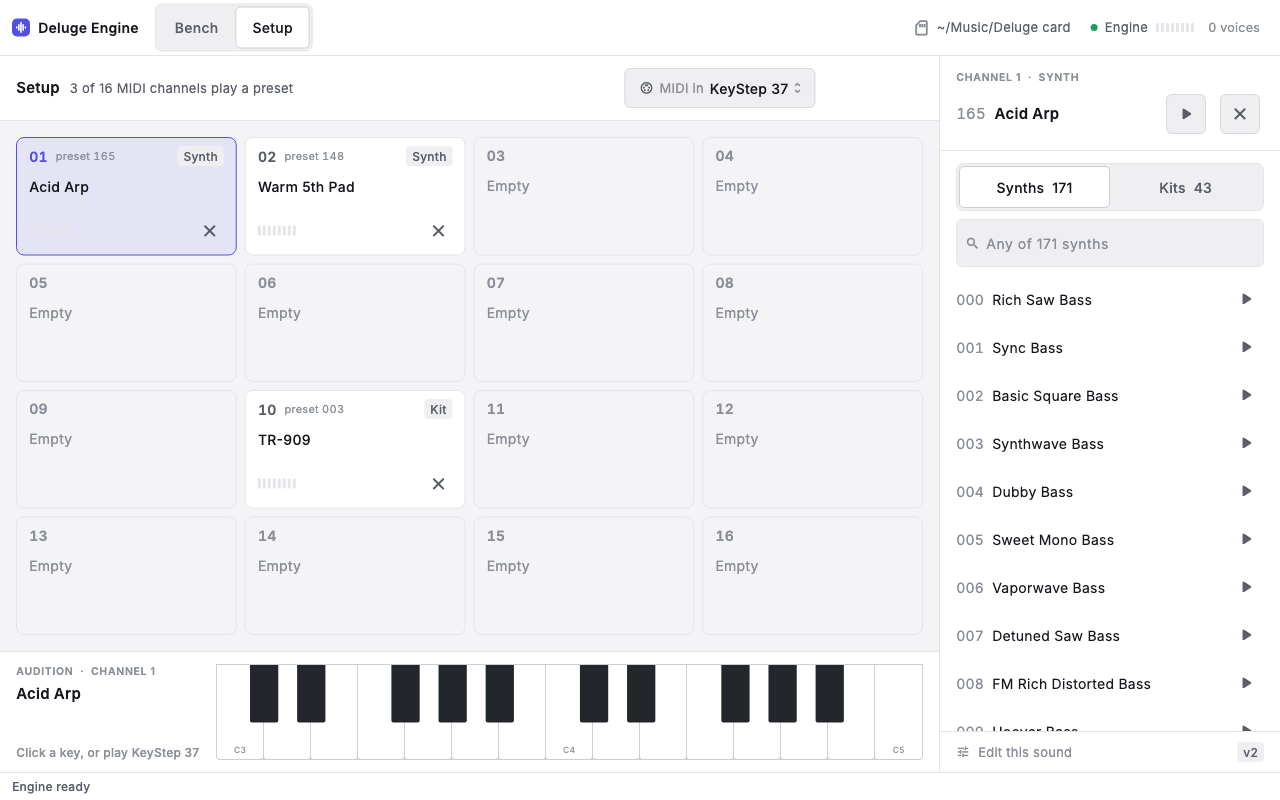 Deluge Engine
Bench
Setup
~/Music/Deluge card
Engine
0 voices
Setup
3 of 16 MIDI channels play a preset
MIDI in KeyStep 37
01 preset 165 Synth
Acid Arp
02 preset 148 Synth
Warm 5th Pad
03
Empty
04
Empty
05
Empty
06
Empty
07
Empty
08
Empty
09
Empty
10 preset 003 Kit
TR-909
11
Empty
12
Empty
13
Empty
14
Empty
15
Empty
16
Empty
AUDITION · CHANNEL 1
Acid Arp
Click a key, or play KeyStep 37
C3
C4
C5
CHANNEL 1 · SYNTH
165 Acid Arp
Synths 171
Kits 43
Any of 171 synths
000 Rich Saw Bass
001 Sync Bass
002 Basic Square Bass
003 Synthwave Bass
004 Dubby Bass
005 Sweet Mono Bass
006 Vaporwave Bass
007 Detuned Saw Bass
008 FM Rich Distorted Bass
009 Hoover Bass
Edit this sound
v2
Engine ready